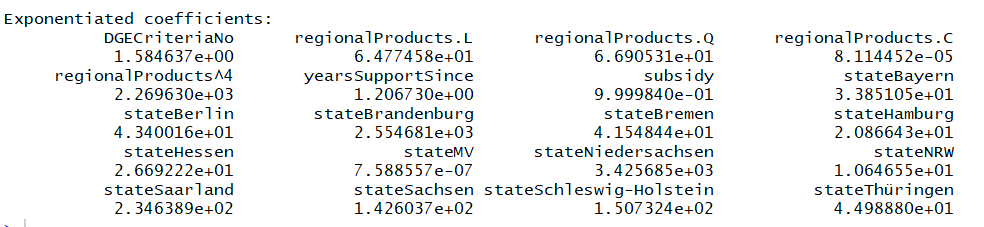 Exponentiated coefficients:
DGECriteriaNo regionalProducts.L regionalProducts.Q regionalProducts.C
1.584637e+00 6.477458e+01 6.690531e+01 8.114452e-05
regionalProducts^4 yearsSupportSince subsidy stateBayern
2.269630e+03 1.206730e+00 9.999840e-01 3.385105e+01
stateBerlin stateBrandenburg stateBremen stateHamburg
4.340016e+01 2.554681e+03 4.154844e+01 2.086643e+01
stateHessen stateMV stateNiedersachsen stateNRW
2.669222e+01 7.588557e-07 3.425685e+03 1.064655e+01
stateSaarland stateSachsen stateSchleswig-Holstein stateThüringen
2.346389e+02 1.426037e+02 1.507324e+02 4.498880e+01